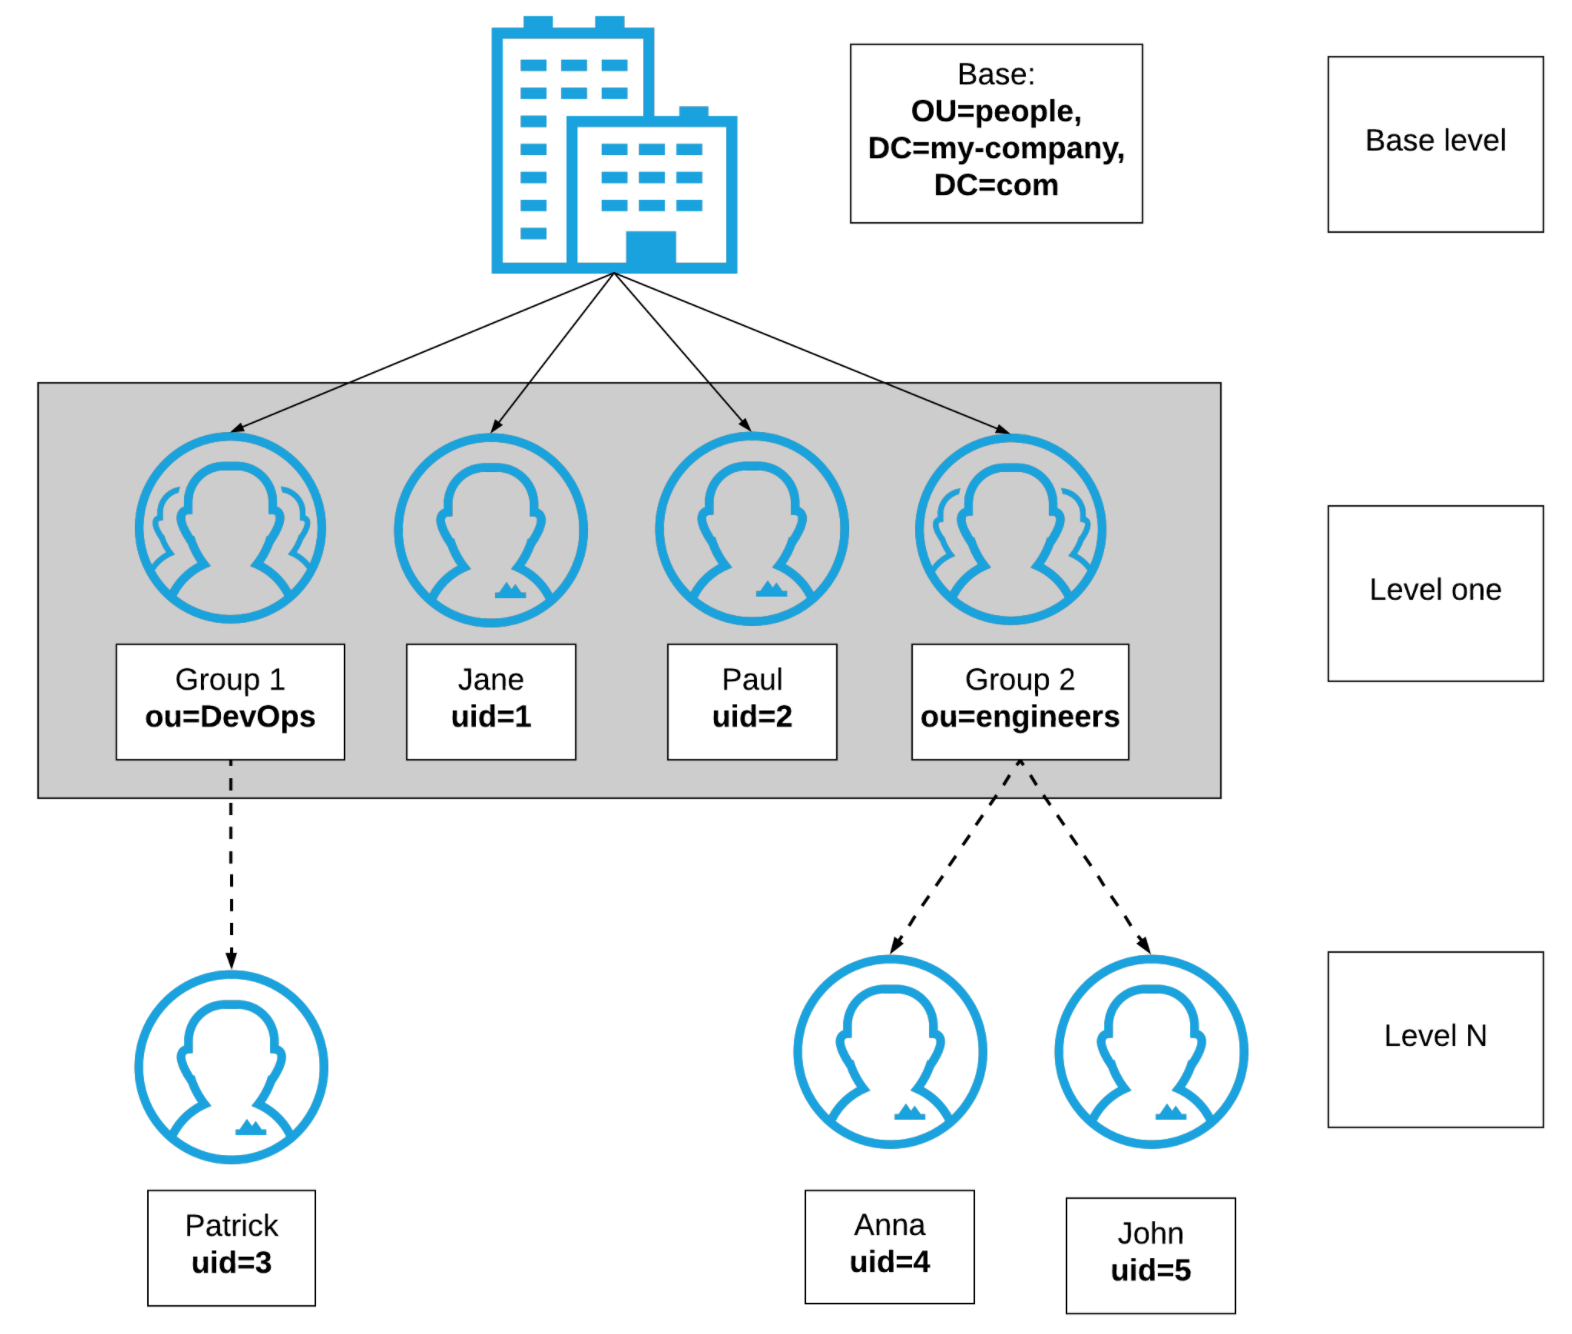 Base:
OU=people,
DC=my-company,
DC=com
Base level
Group 1
ou=DevOps
Jane
uid=1
Paul
uid=2
Group 2
ou=engineers
Level one
Patrick
uid=3
Anna
uid=4
John
uid=5
Level N